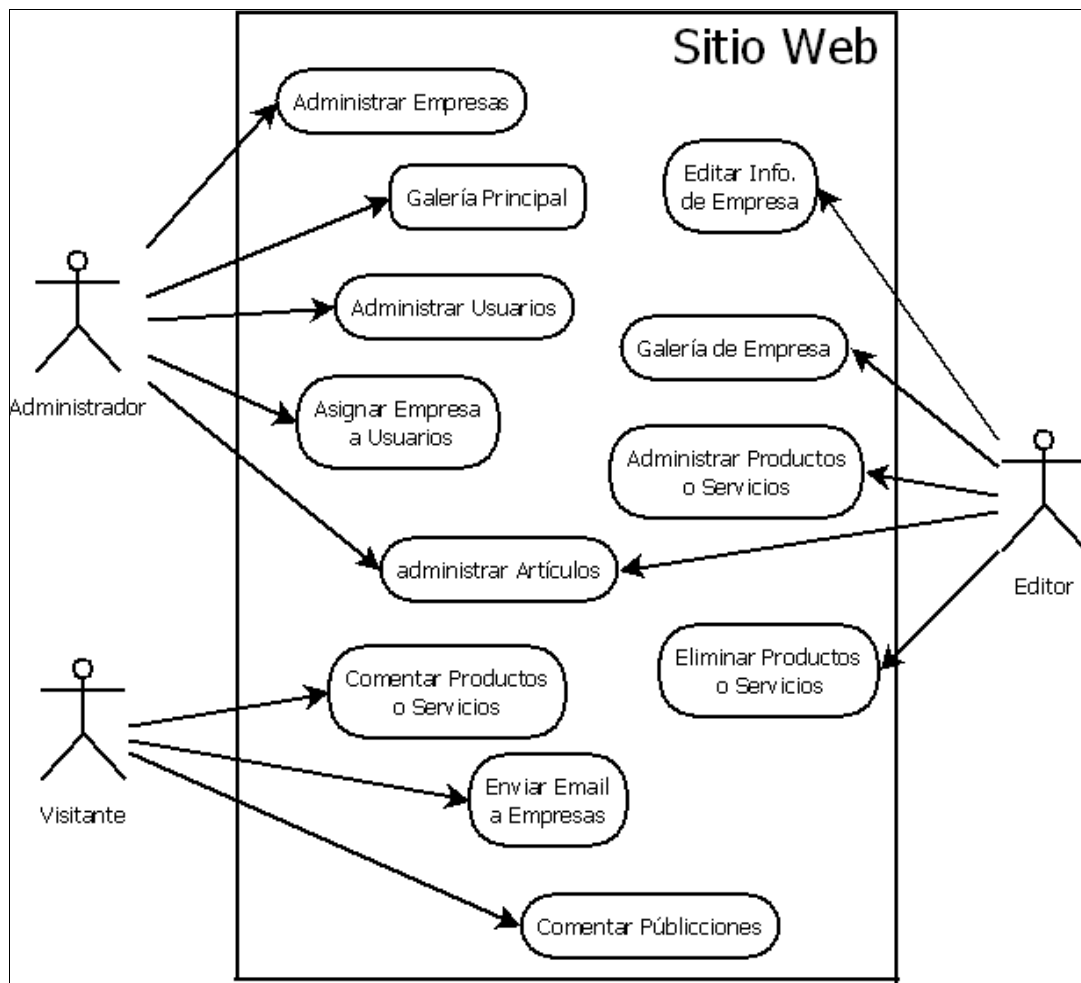 Sitio Web
Administrar Empresas
Galería Principal
Administrar Usuarios
Asignar Empresa
a Usuarios
administrar Artículos
Editar Info.
de Empresa
Galería de Empresa
Administrar Productos
o Servicios
Eliminar Productos
o Servicios
Comentar Productos
o Servicios
Enviar Email
a Empresas
Comentar Públicciones
Administrador
Visitante
Editor